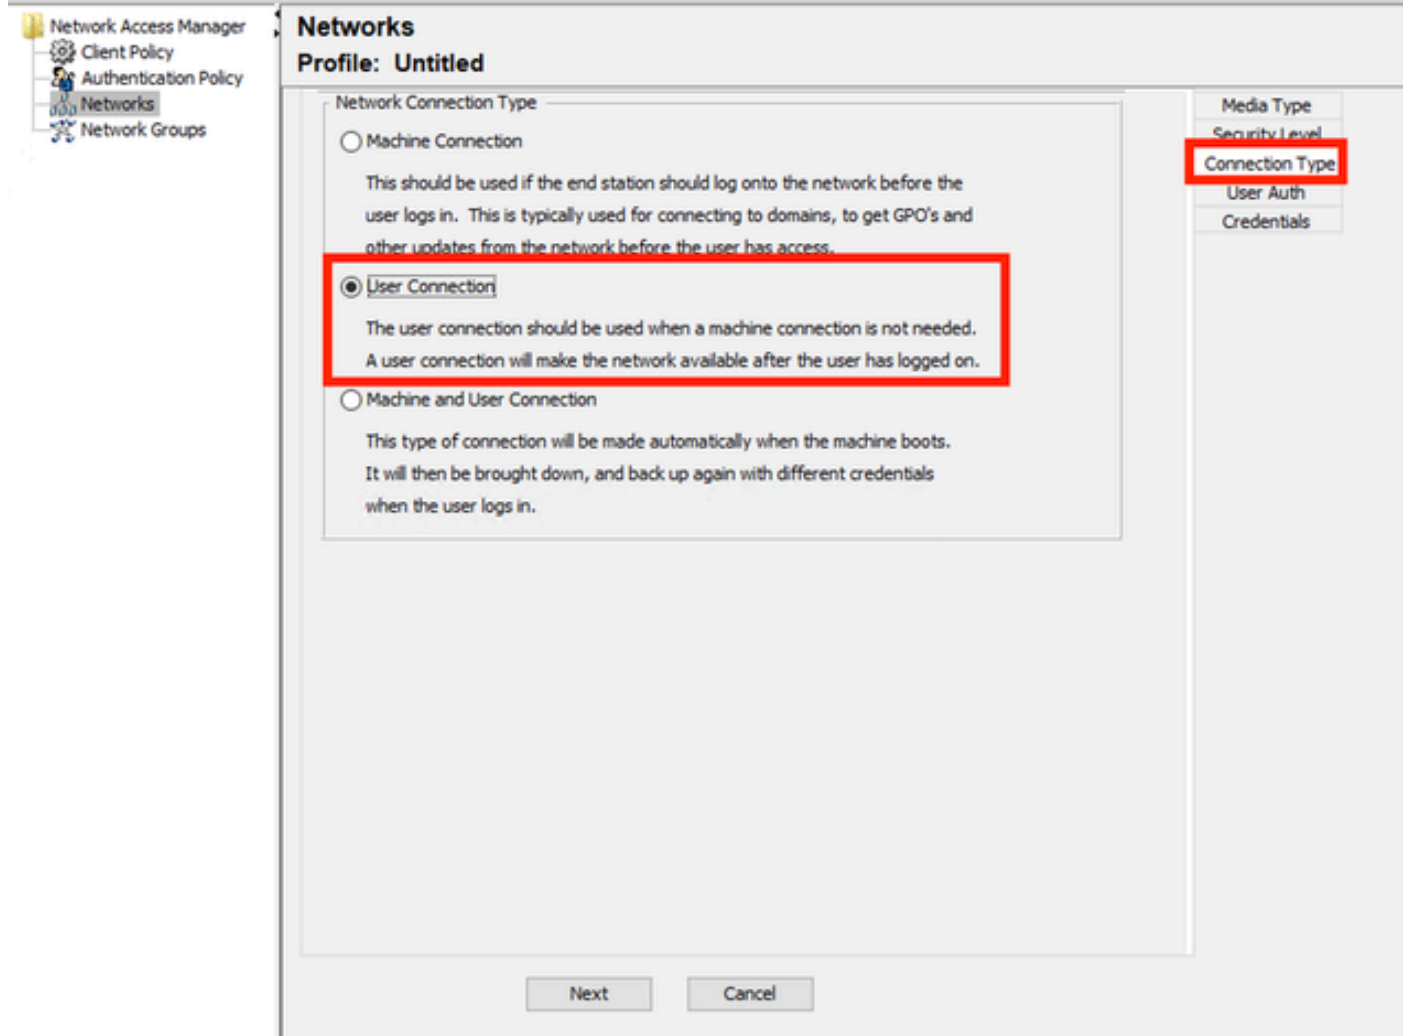 Network Access Manager
Client Policy
Authentication Policy
Networks
Network Groups
Networks
Profile: Untitled
Network Connection Type
Machine Connection
This should be used if the end station should log onto the network before the
user logs in. This is typically used for connecting to domains, to get GPO's and
other updates from the network before the user has access.
User Connection
The user connection should be used when a machine connection is not needed.
A user connection will make the network available after the user has logged on.
Machine and User Connection
This type of connection will be made automatically when the machine boots.
It will then be brought down, and back up again with different credentials
when the user logs in.
Media Type
Security Level
Connection Type
User Auth
Credentials
Next
Cancel